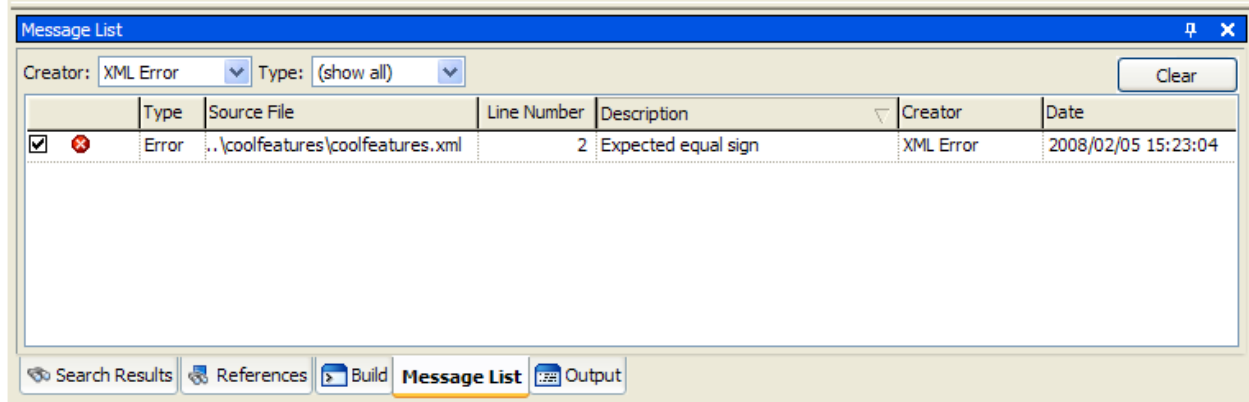 Message List
Creator: XML Error Type: (show all) Clear
Type Source File Line Number Description Creator Date
Error ..\coolfeatures\coolfeatures.xml 2 Expected equal sign XML Error 2008/02/05 15:23:04
Search Results References Build Message List Output